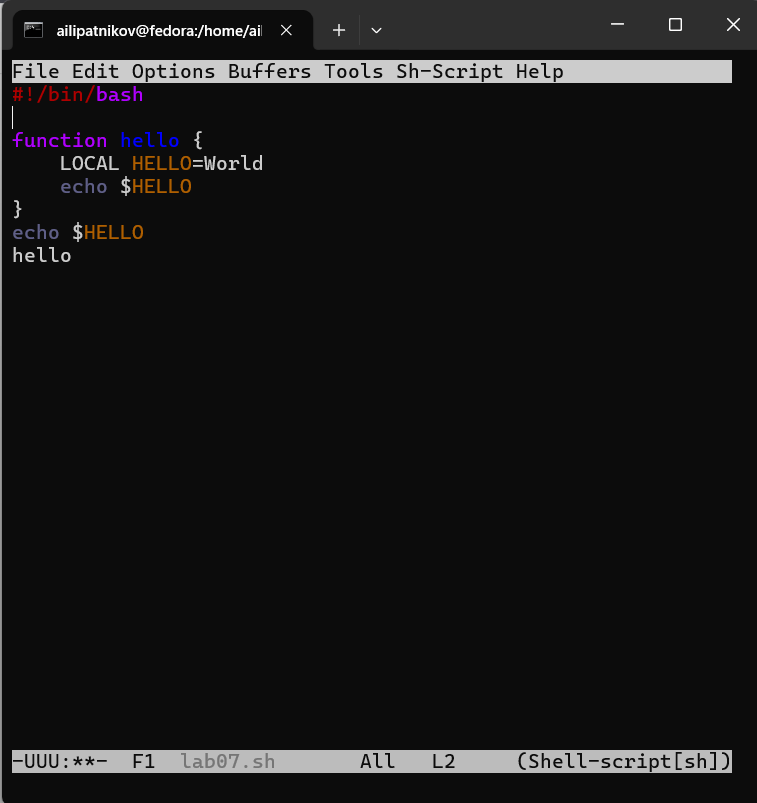 ailipatnikov@fedora:/home/ail
File Edit Options Buffers Tools Sh-Script Help
#!/bin/bash
function hello {
    LOCAL HELLO=World
    echo $HELLO
}
echo $HELLO
hello
-UUU:**-  F1  lab07.sh       All   L2     (Shell-script[sh])